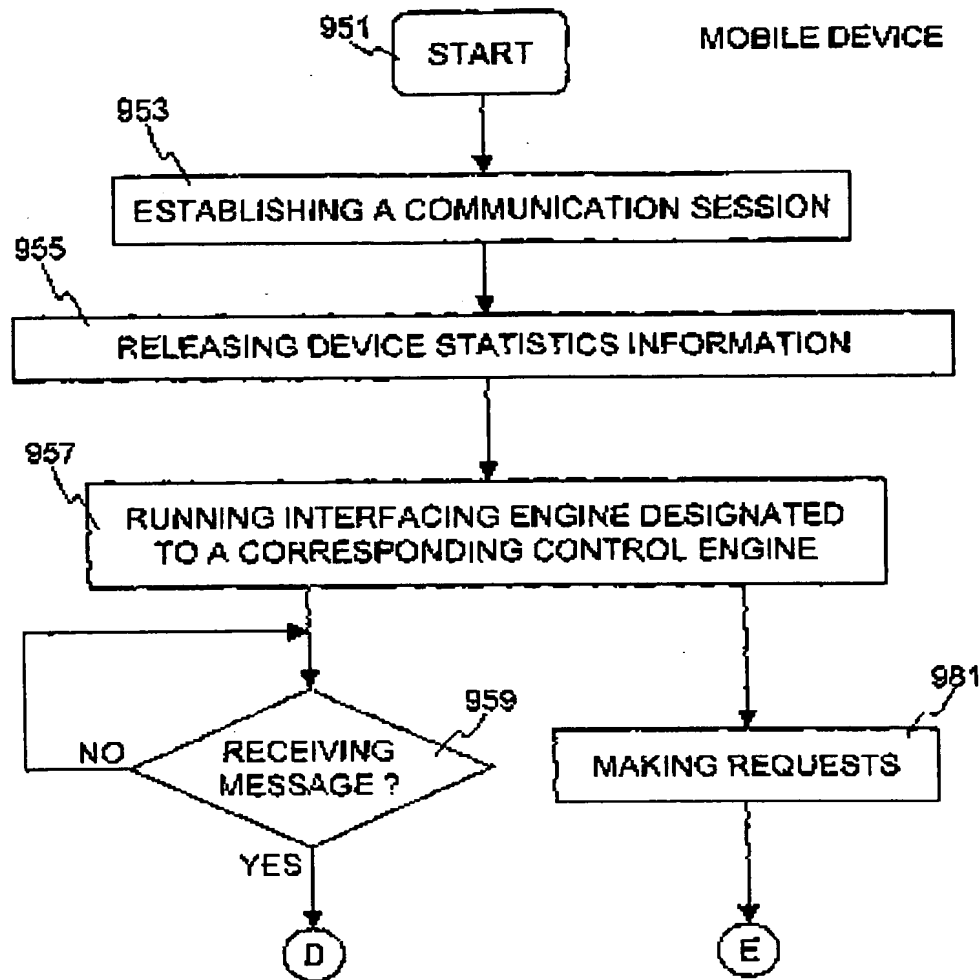 951
START
MOBILE DEVICE
953
ESTABLISHING A COMMUNICATION SESSION
955
RELEASING DEVICE STATISTICS INFORMATION
957
RUNNING INTERFACING ENGINE DESIGNATED
TO A CORRESPONDING CONTROL ENGINE
959
981
NO
RECEIVING
MESSAGE ?
MAKING REQUESTS
YES
D
E